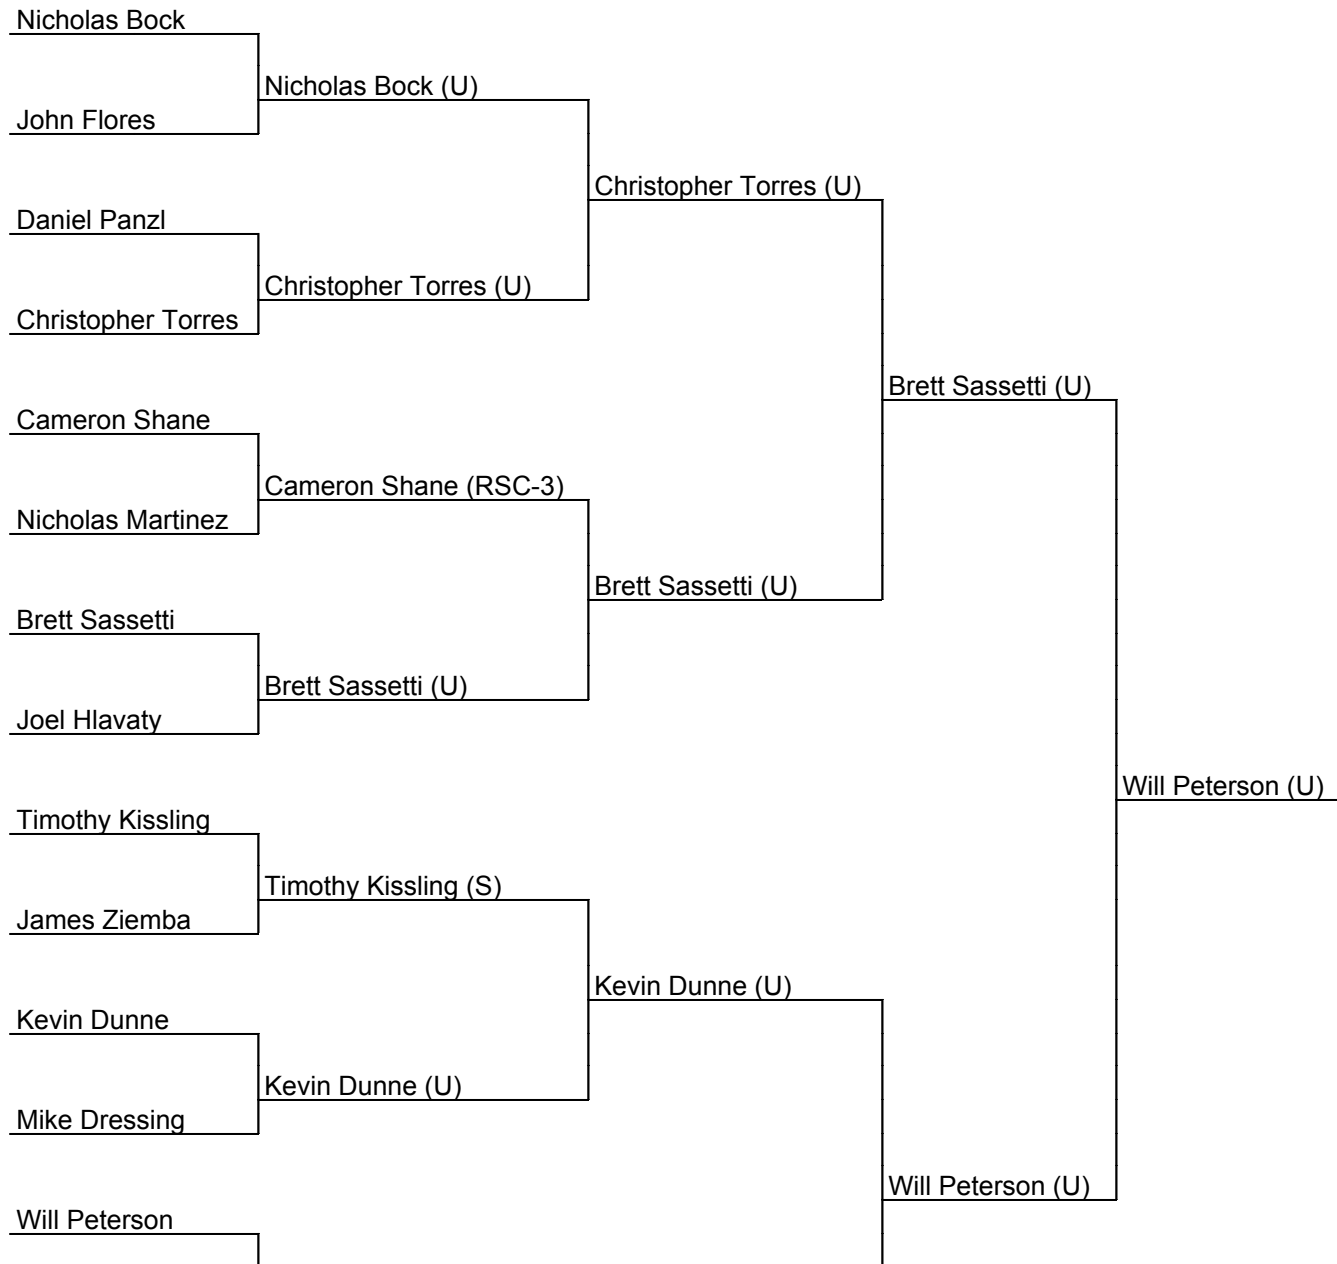 Nicholas Bock
Nicholas Bock (U)
John Flores
Christopher Torres (U)
Daniel Panzl
Christopher Torres (U)
Christopher Torres
Brett Sassetti (U)
Cameron Shane
Cameron Shane (RSC-3)
Nicholas Martinez
Brett Sassetti (U)
Brett Sassetti
Brett Sassetti (U)
Joel Hlavaty
Will Peterson (U)
Timothy Kissling
Timothy Kissling (S)
James Ziemba
Kevin Dunne (U)
Kevin Dunne
Kevin Dunne (U)
Mike Dressing
Will Peterson (U)
Will Peterson